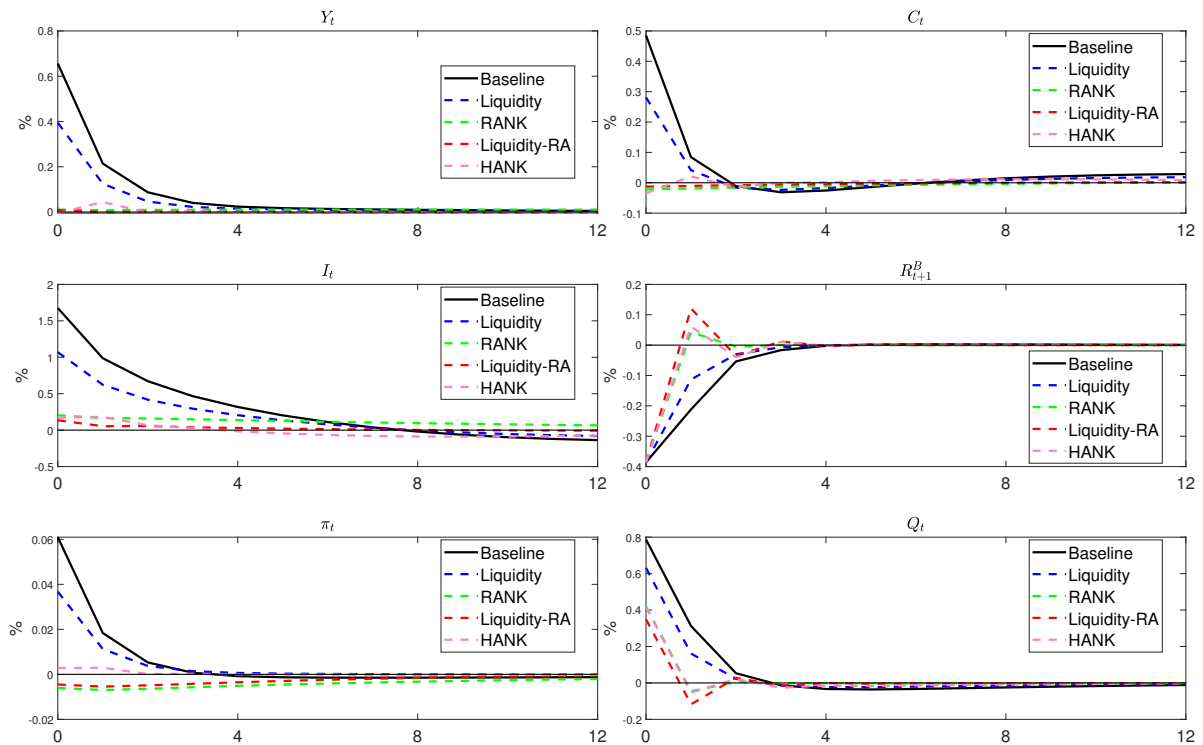 Y_t
0.8
0.6
0.4
0.2
0
%
0 4 8 12
Baseline
Liquidity
RANK
Liquidity-RA
HANK
C_t
0.5
0.4
0.3
0.2
0.1
0
-0.1
%
0 4 8 12
Baseline
Liquidity
RANK
Liquidity-RA
HANK
I_t
2
1.5
1
0.5
0
-0.5
%
0 4 8 12
Baseline
Liquidity
RANK
Liquidity-RA
HANK
R^B_{t+1}
0.2
0.1
0
-0.1
-0.2
-0.3
-0.4
%
0 4 8 12
Baseline
Liquidity
RANK
Liquidity-RA
HANK
π_t
0.06
0.04
0.02
0
-0.02
%
0 4 8 12
Baseline
Liquidity
RANK
Liquidity-RA
HANK
Q_t
0.8
0.6
0.4
0.2
0
-0.2
%
0 4 8 12
Baseline
Liquidity
RANK
Liquidity-RA
HANK